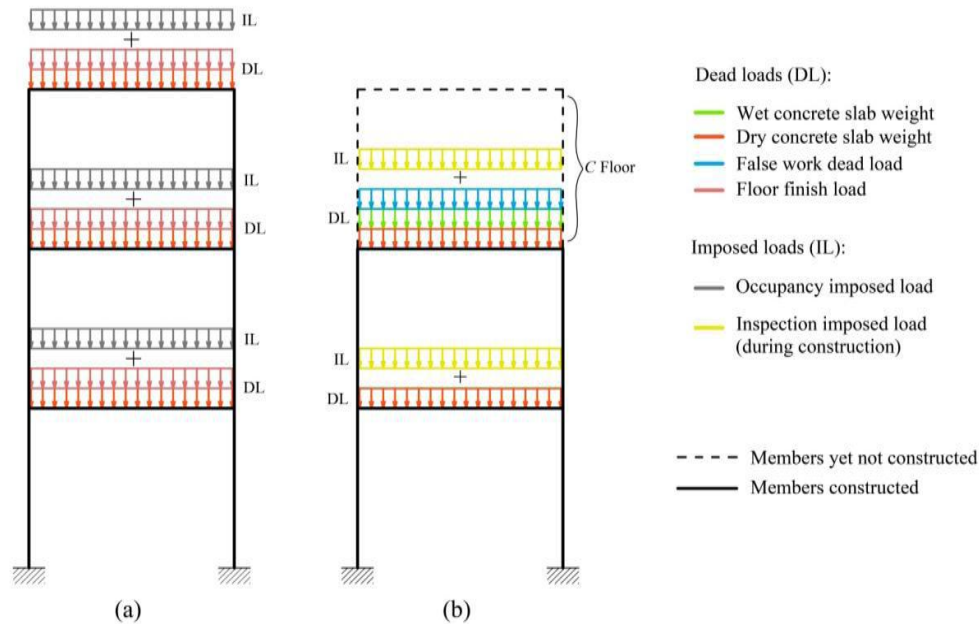 IL
+
DL
IL
+
DL
IL
+
DL
(a)
IL
+
DL
C Floor
IL
+
DL
(b)
Dead loads (DL):
Wet concrete slab weight
Dry concrete slab weight
False work dead load
Floor finish load
Imposed loads (IL):
Occupancy imposed load
Inspection imposed load
(during construction)
Members yet not constructed
Members constructed